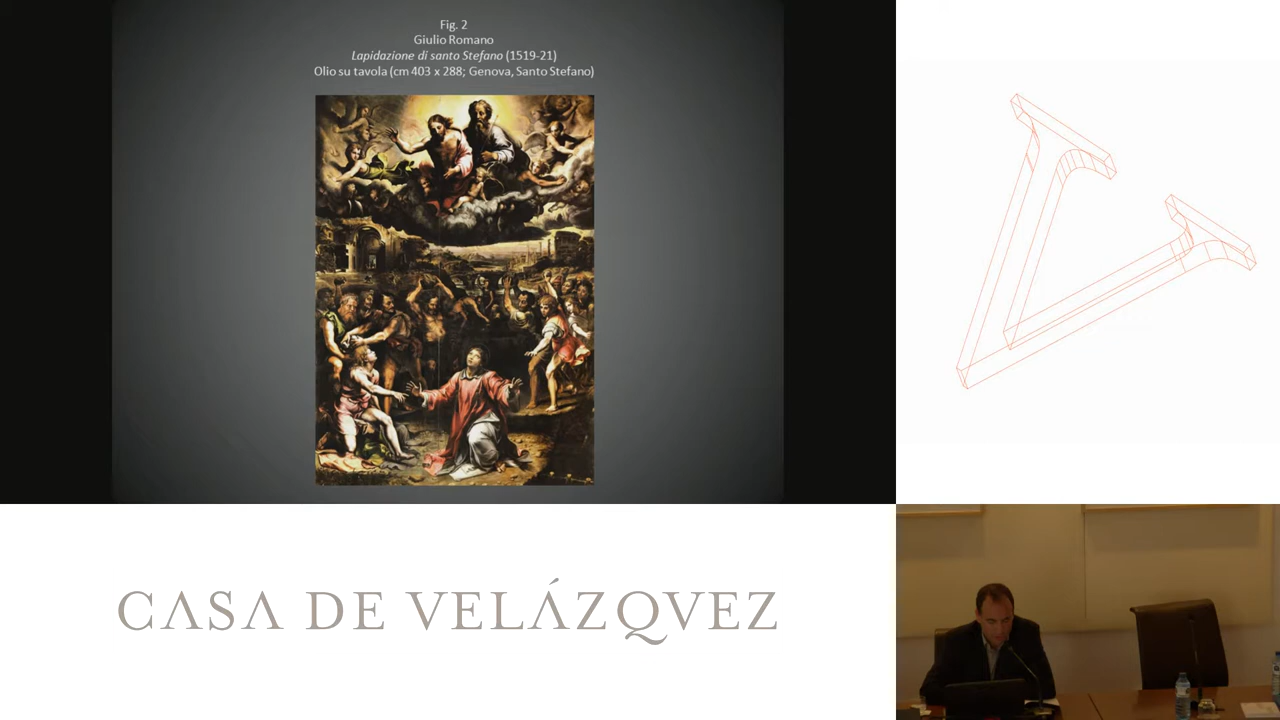 Fig. 2
Giulio Romano
Lapidazione di santo Stefano (1519-21)
Olio su tavola (cm 403 x 288; Genova, Santo Stefano)
CASA DE VELÁZQVEZ